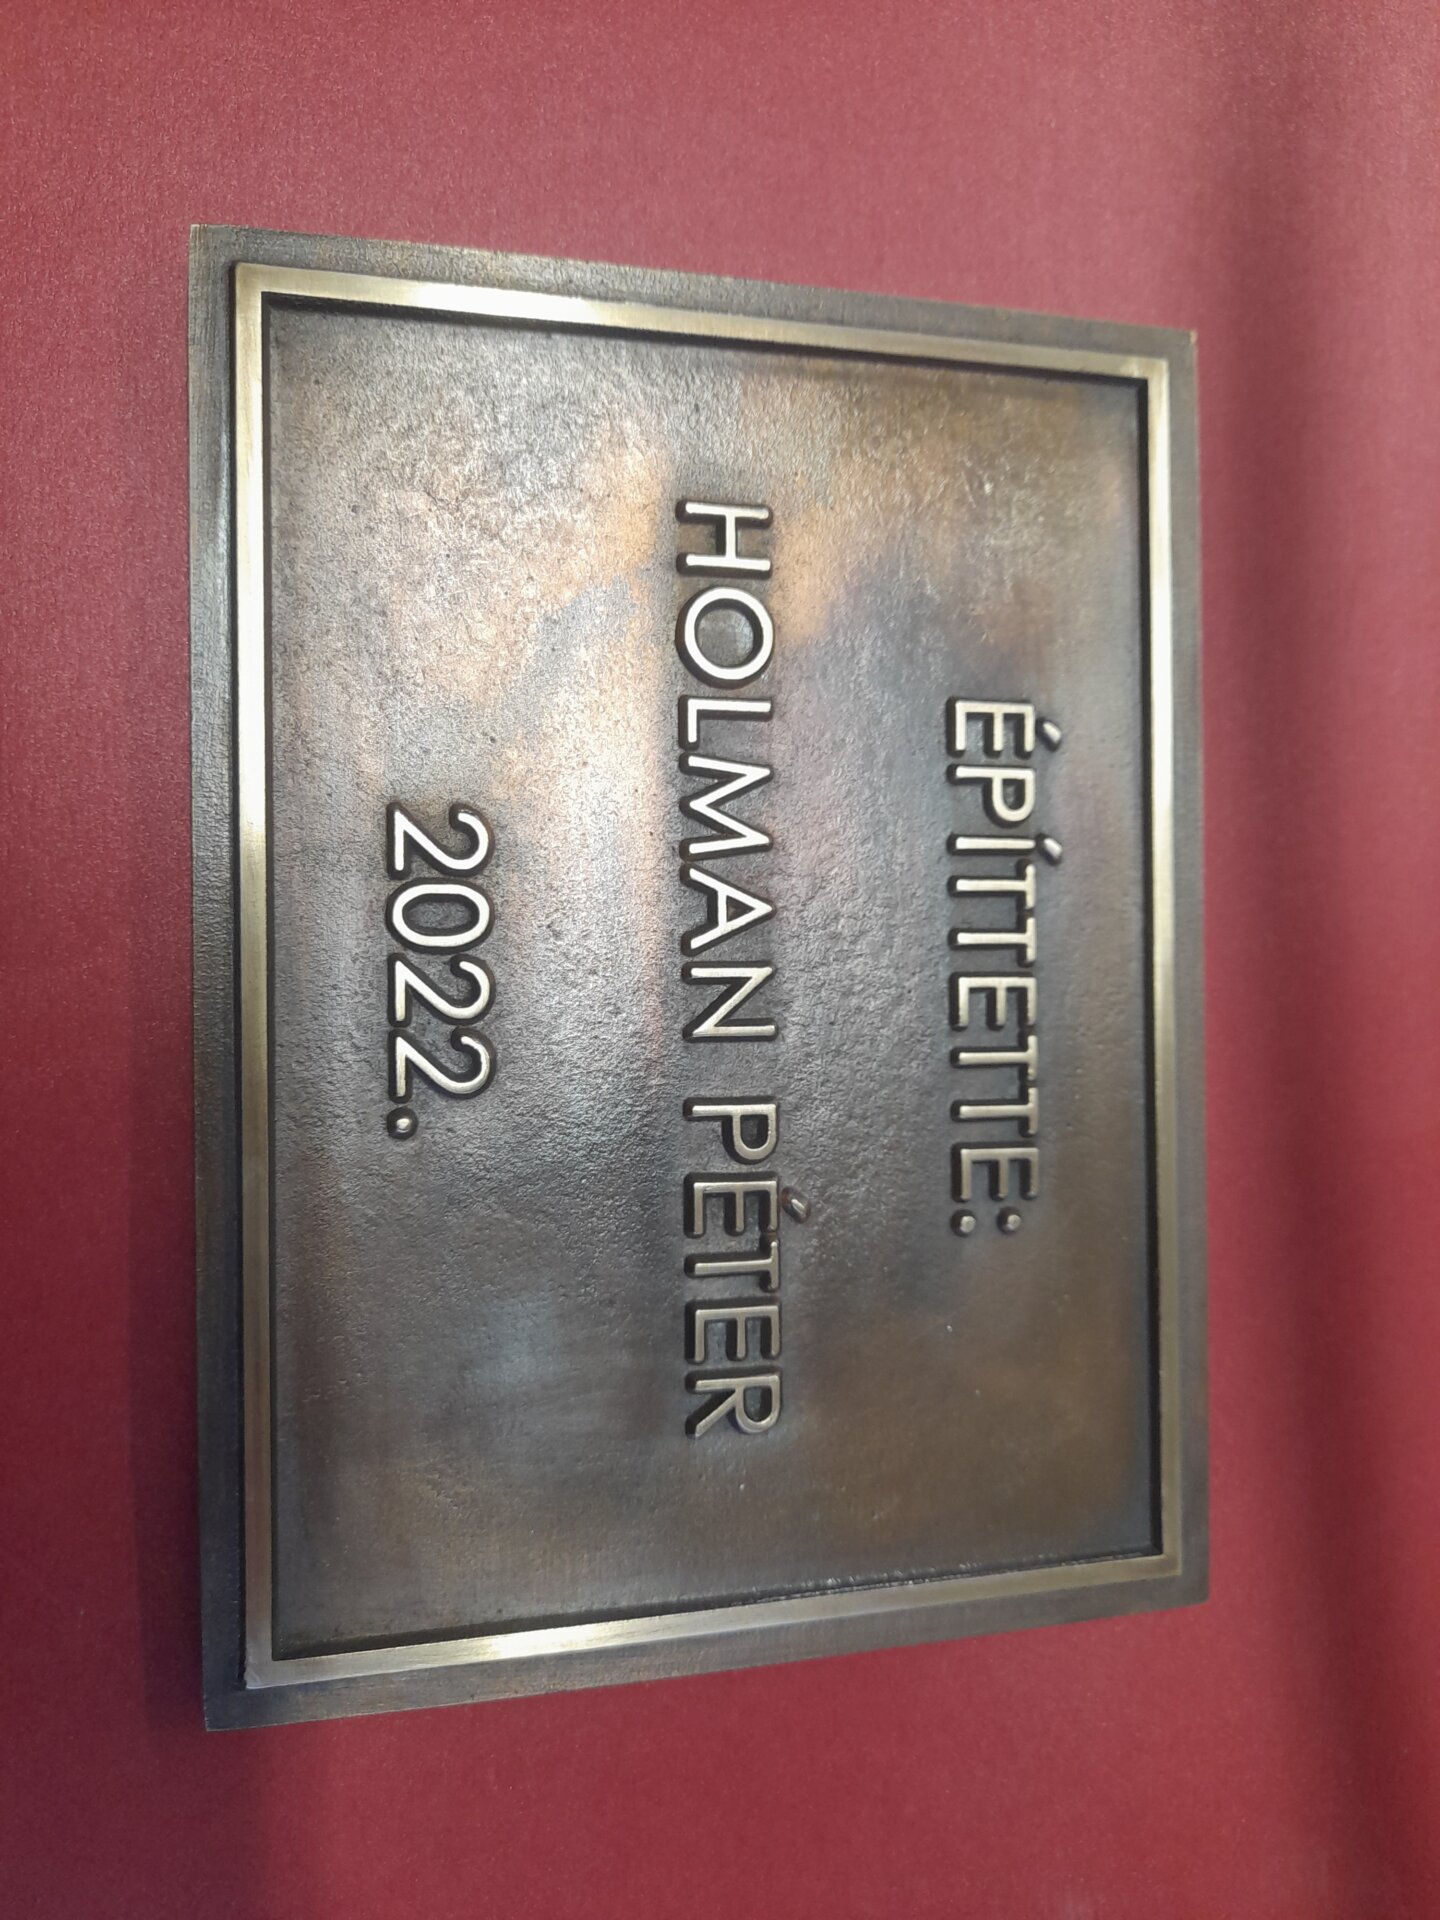 ÉPÍTTETTE:
HOLMAN PÉTER
2022.